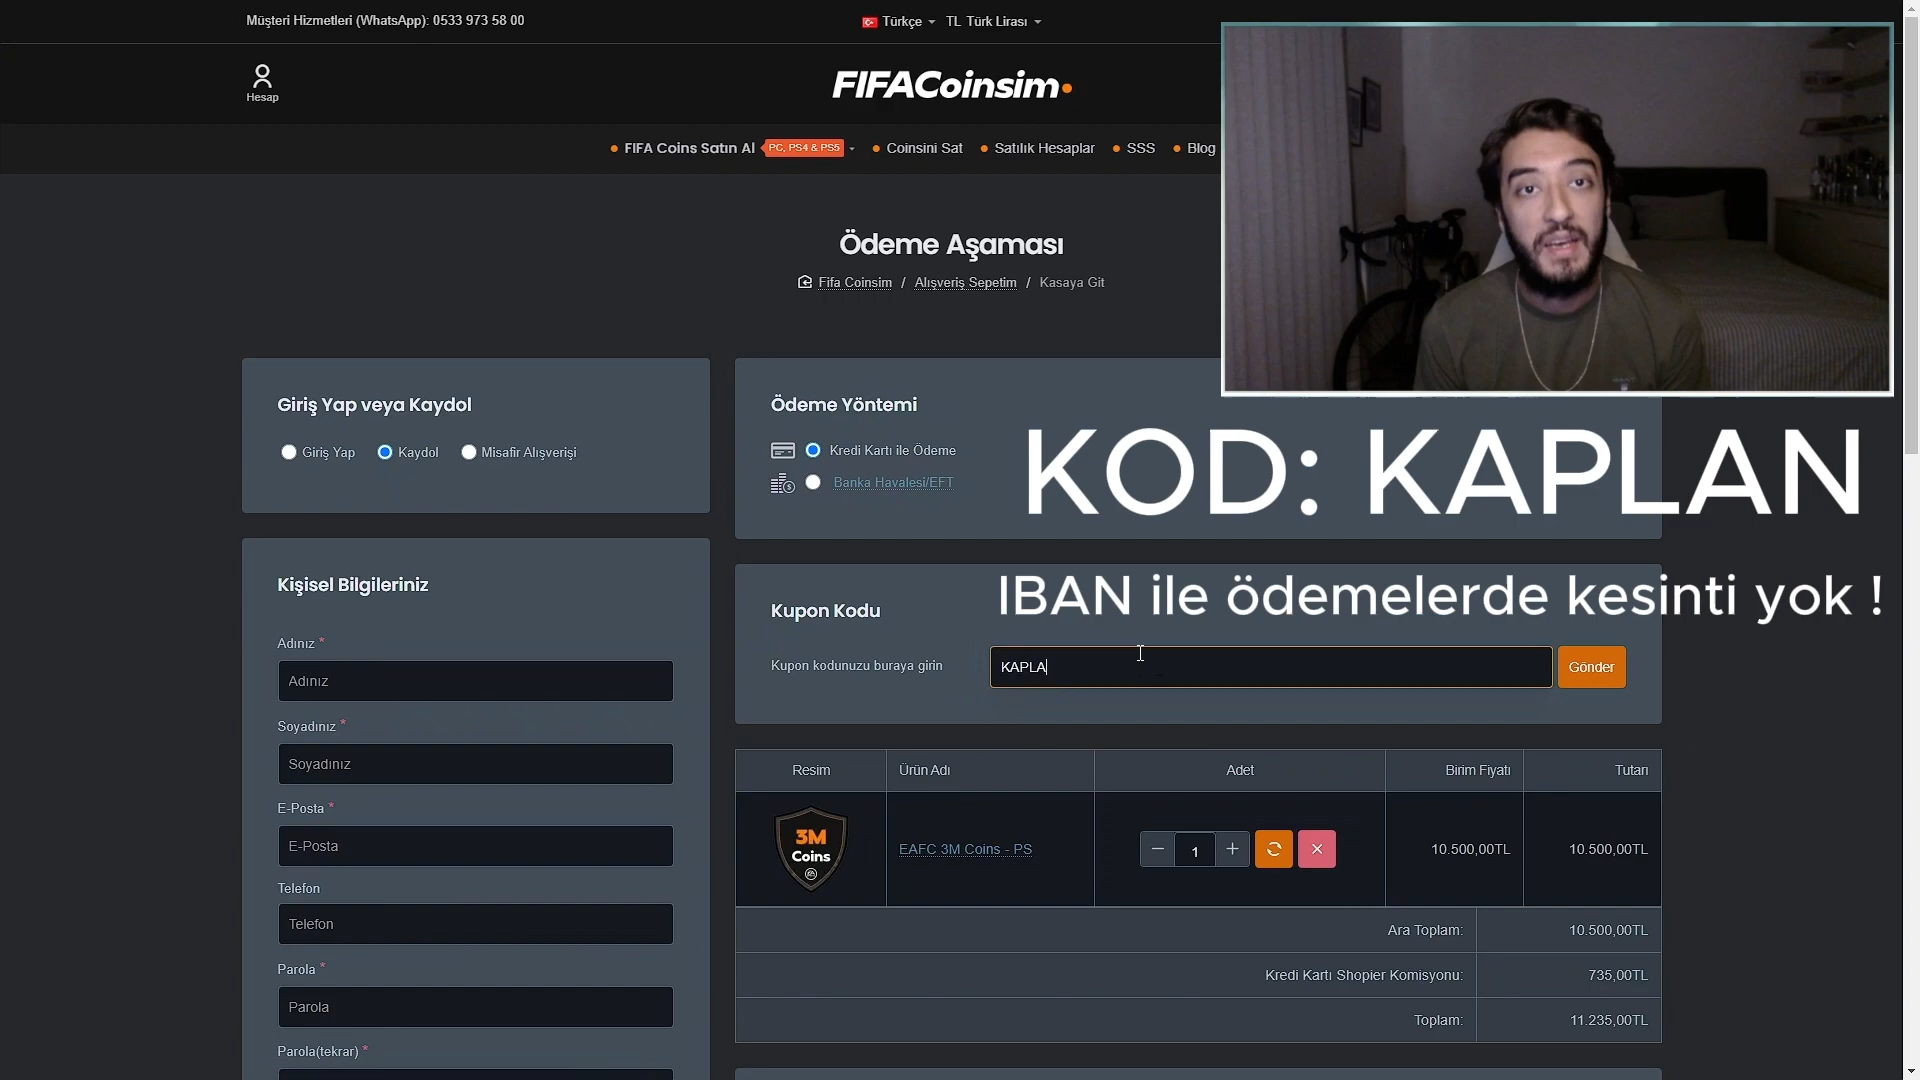 Müşteri Hizmetleri (WhatsApp): 0533 973 58 00
Türkçe
TL Türk Lirası
Hesap
FIFACoinsim
FIFA Coins Satın Al
PC, PS4 & PS5
Coinsini Sat
Satılık Hesaplar
SSS
Blog
Ödeme Aşaması
Fifa Coinsim / Alışveriş Sepetim / Kasaya Git
Giriş Yap veya Kaydol
Giriş Yap
Kaydol
Misafir Alışverişi
Ödeme Yöntemi
Kredi Kartı ile Ödeme
Banka Havalesi/EFT
KOD: KAPLAN
IBAN ile ödemelerde kesinti yok !
Kupon Kodu
Kupon kodunuzu buraya girin
KAPLA
Gönder
Kişisel Bilgileriniz
Adınız *
Adınız
Soyadınız *
Soyadınız
E-Posta *
E-Posta
Telefon
Telefon
Parola *
Parola
Parola(tekrar) *
Resim
Ürün Adı
Adet
Birim Fiyatı
Tutarı
3M
Coins
EAFC 3M Coins - PS
1
10.500,00TL
10.500,00TL
Ara Toplam:
10.500,00TL
Kredi Kartı Shopier Komisyonu:
735,00TL
Toplam:
11.235,00TL